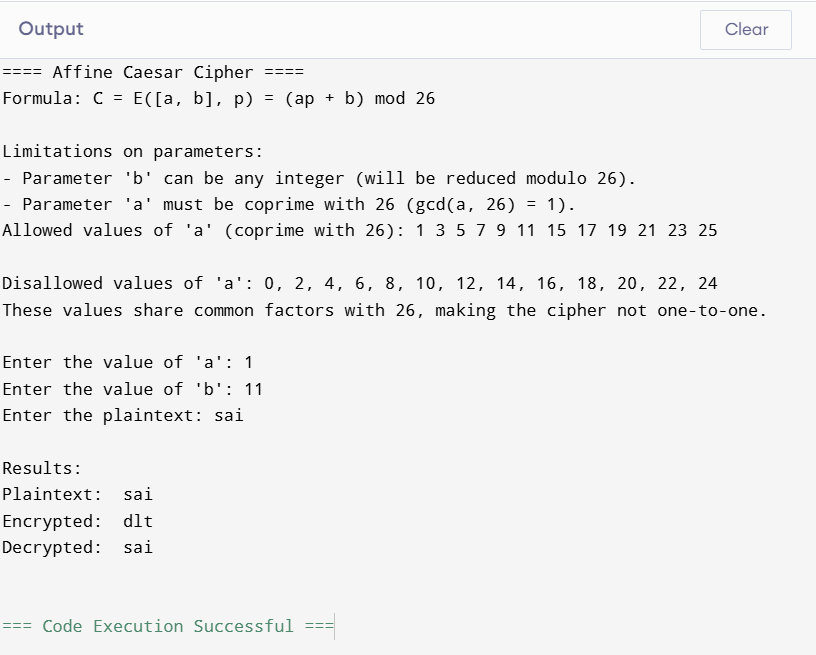 Output
Clear
==== Affine Caesar Cipher ====
Formula: C = E([a, b], p) = (ap + b) mod 26
Limitations on parameters:
- Parameter 'b' can be any integer (will be reduced modulo 26).
- Parameter 'a' must be coprime with 26 (gcd(a, 26) = 1).
Allowed values of 'a' (coprime with 26): 1 3 5 7 9 11 15 17 19 21 23 25
Disallowed values of 'a': 0, 2, 4, 6, 8, 10, 12, 14, 16, 18, 20, 22, 24
These values share common factors with 26, making the cipher not one-to-one.
Enter the value of 'a': 1
Enter the value of 'b': 11
Enter the plaintext: sai
Results:
Plaintext:  sai
Encrypted:  dlt
Decrypted:  sai
=== Code Execution Successful ===